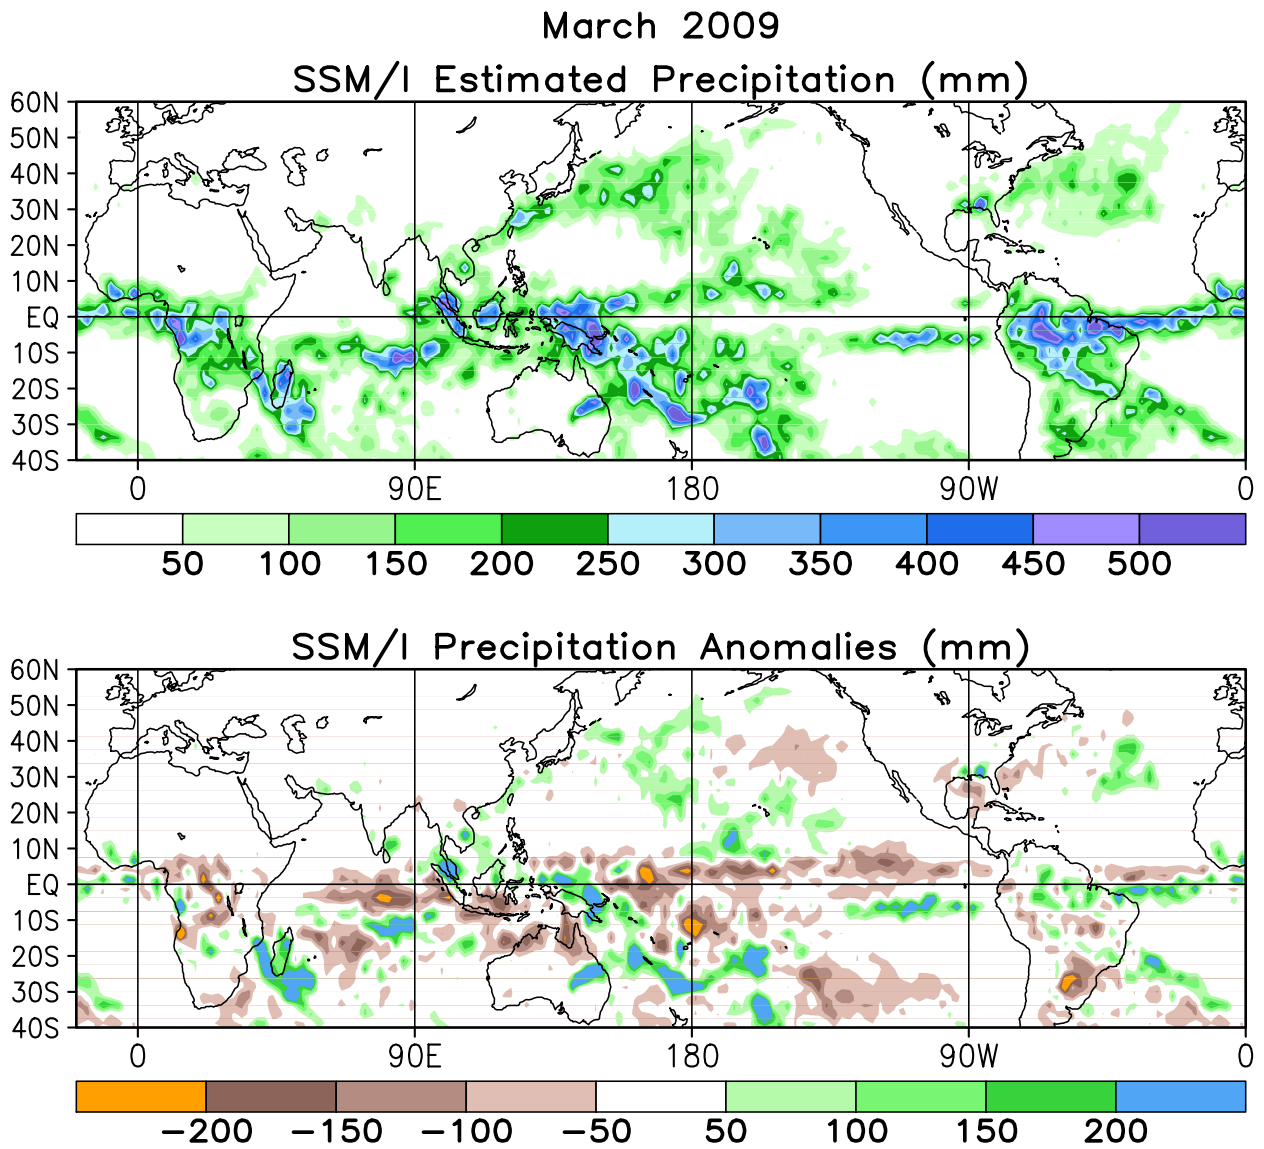 March 2009
SSM/I Estimated Precipitation (mm)
60N
50N
40N
30N
20N
10N
EQ
10S
20S
30S
40S
0 90E 180 90W 0
50 100 150 200 250 300 350 400 450 500
SSM/I Precipitation Anomalies (mm)
60N
50N
40N
30N
20N
10N
EQ
10S
20S
30S
40S
0 90E 180 90W 0
-200 -150 -100 -50 50 100 150 200